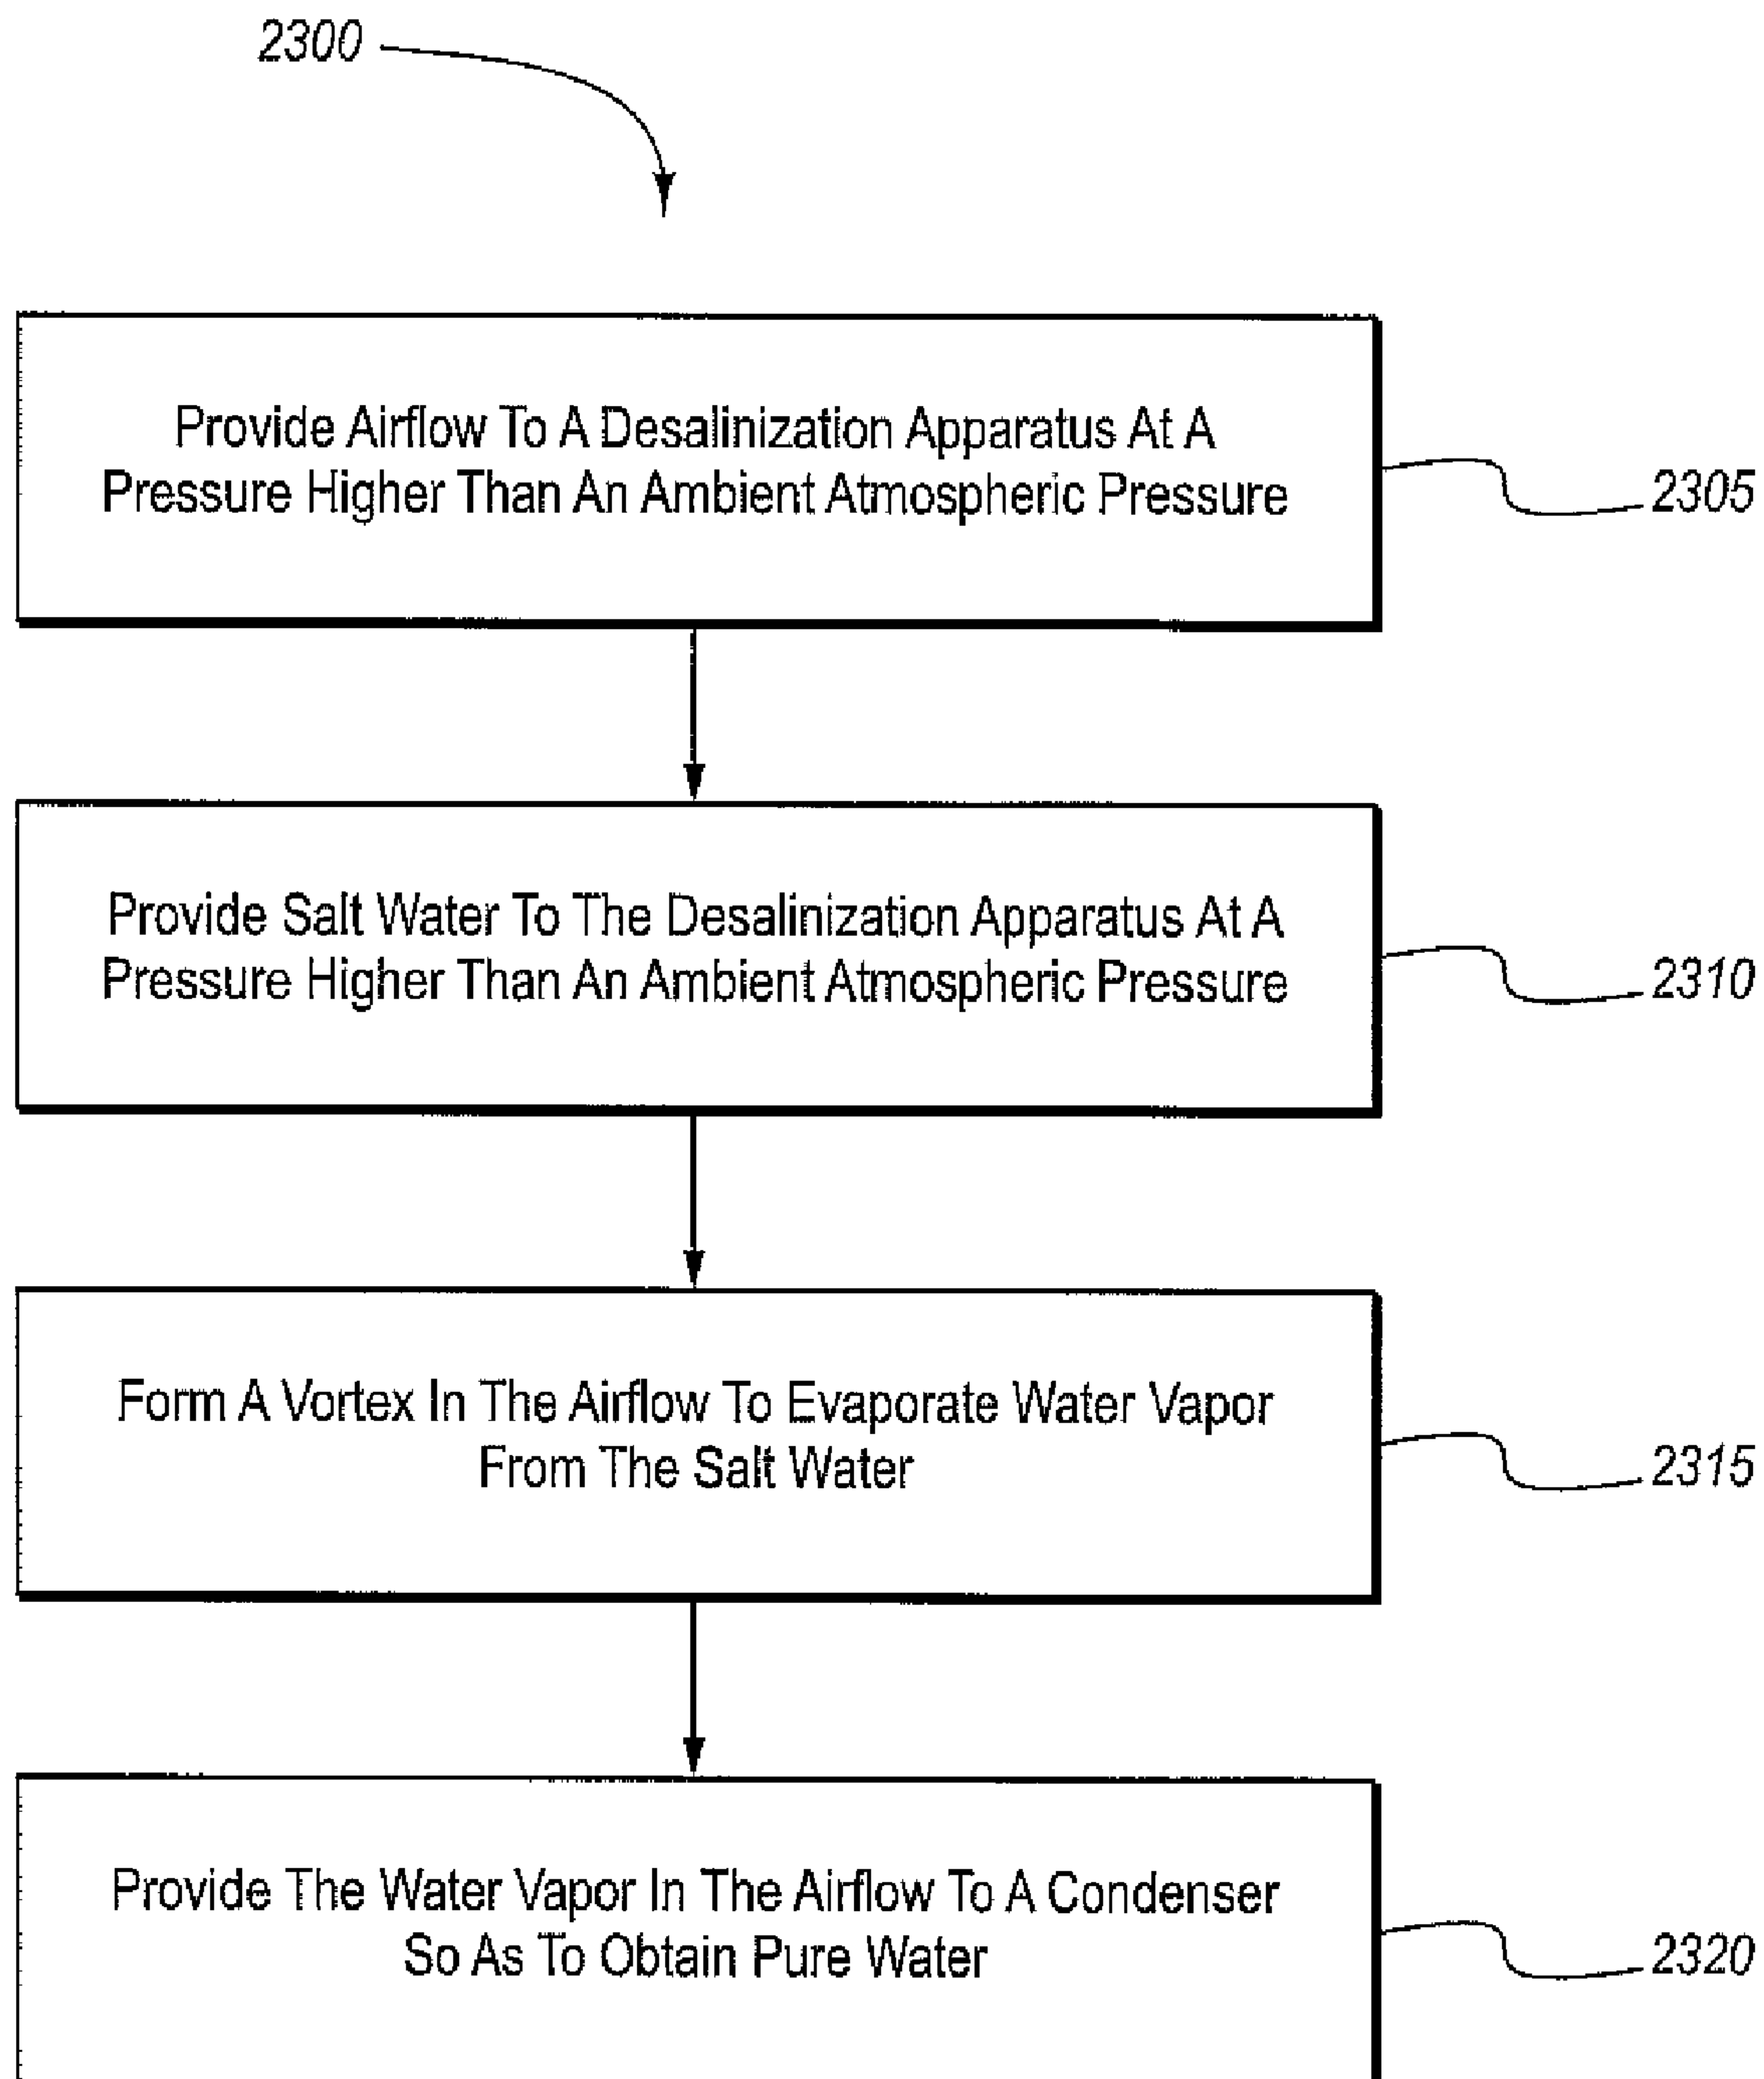 2300
Provide Airflow To A Desalinization Apparatus At A
Pressure Higher Than An Ambient Atmospheric Pressure
2305
Provide Salt Water To The Desalinization Apparatus At A
Pressure Higher Than An Ambient Atmospheric Pressure
2310
Form A Vortex In The Airflow To Evaporate Water Vapor
From The Salt Water
2315
Provide The Water Vapor In The Airflow To A Condenser
So As To Obtain Pure Water
2320